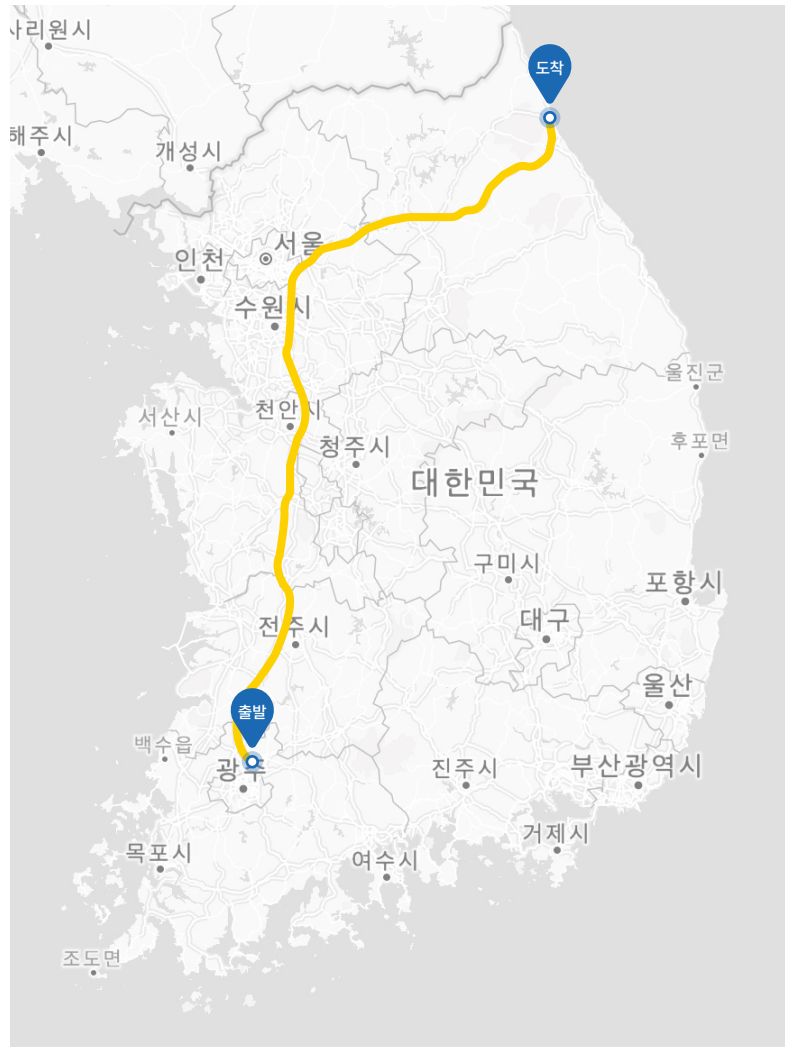 사리원시
도착
해주시
개성시
서울
인천
수원시
울진군
천안시
서산시
후포면
청주시
대한민국
구미시
포항시
대구
전주시
울산
출발
백수읍
광주
진주시
부산광역시
거제시
목포시
여수시
조도면